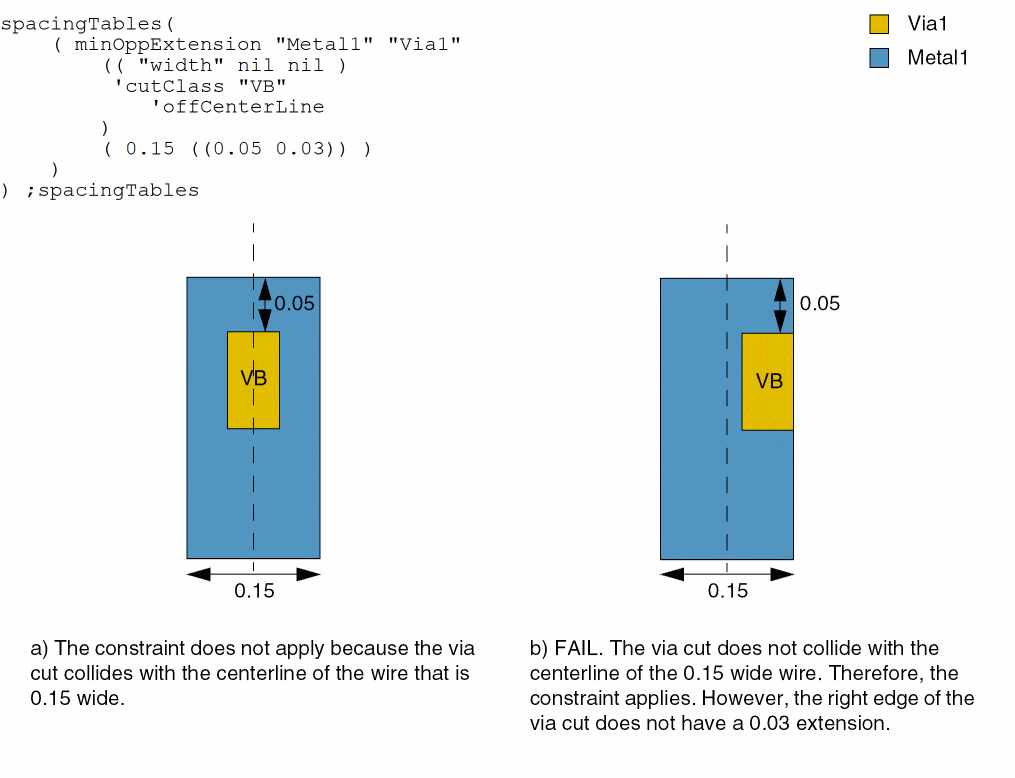 spacingTables(
( minOppExtension "Metal1" "Via1"
(( "width" nil nil )
'cutClass "VB"
'offCenterLine
)
( 0.15 ((0.05 0.03)) )
)
) ;spacingTables
Via1
Metal1
0.05
VB
0.15
0.05
VB
0.15
a) The constraint does not apply because the via
cut collides with the centerline of the wire that is
0.15 wide.
b) FAIL. The via cut does not collide with the
centerline of the 0.15 wide wire. Therefore, the
constraint applies. However, the right edge of the
via cut does not have a 0.03 extension.